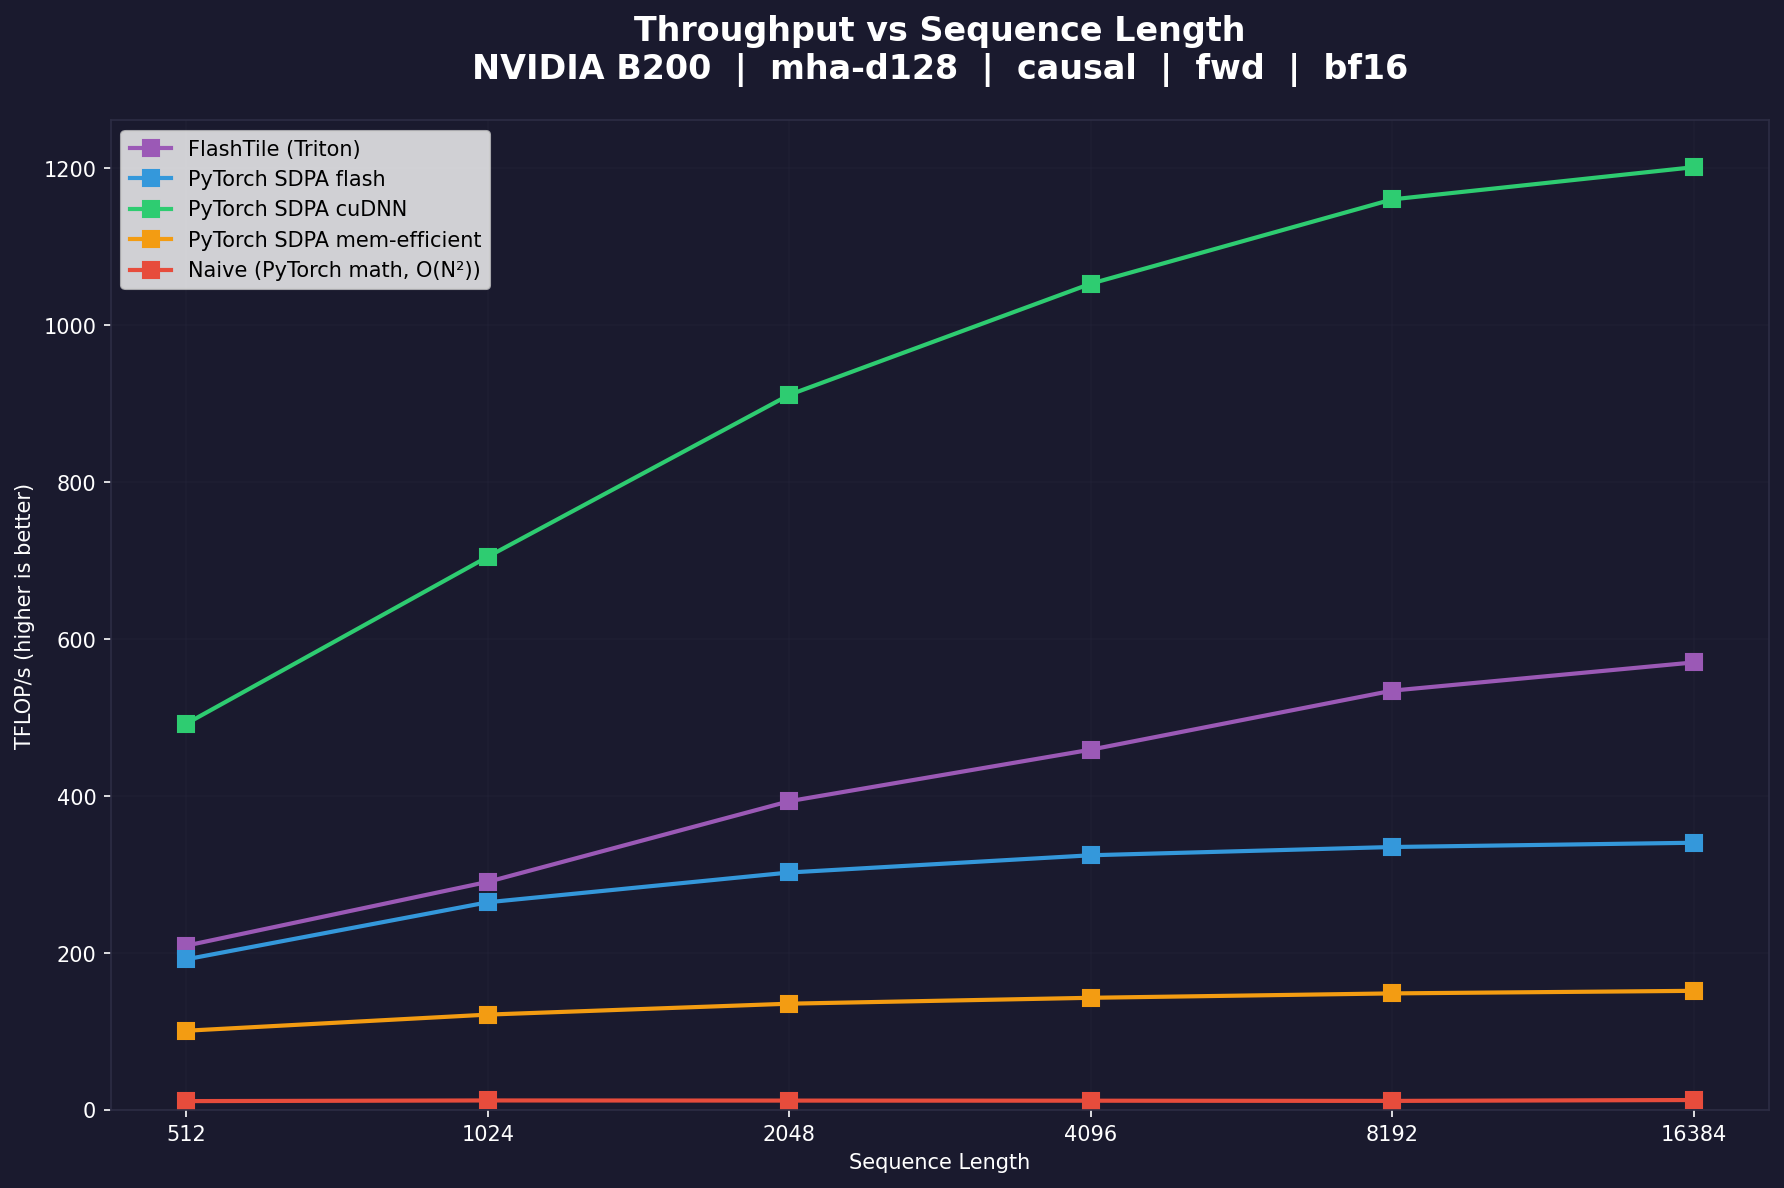 Throughput vs Sequence Length
NVIDIA B200 | mha-d128 | causal | fwd | bf16
FlashTile (Triton)
PyTorch SDPA flash
PyTorch SDPA cuDNN
PyTorch SDPA mem-efficient
Naive (PyTorch math, O(N²))
TFLOP/s (higher is better)
1200
1000
800
600
400
200
0
512 1024 2048 4096 8192 16384
Sequence Length